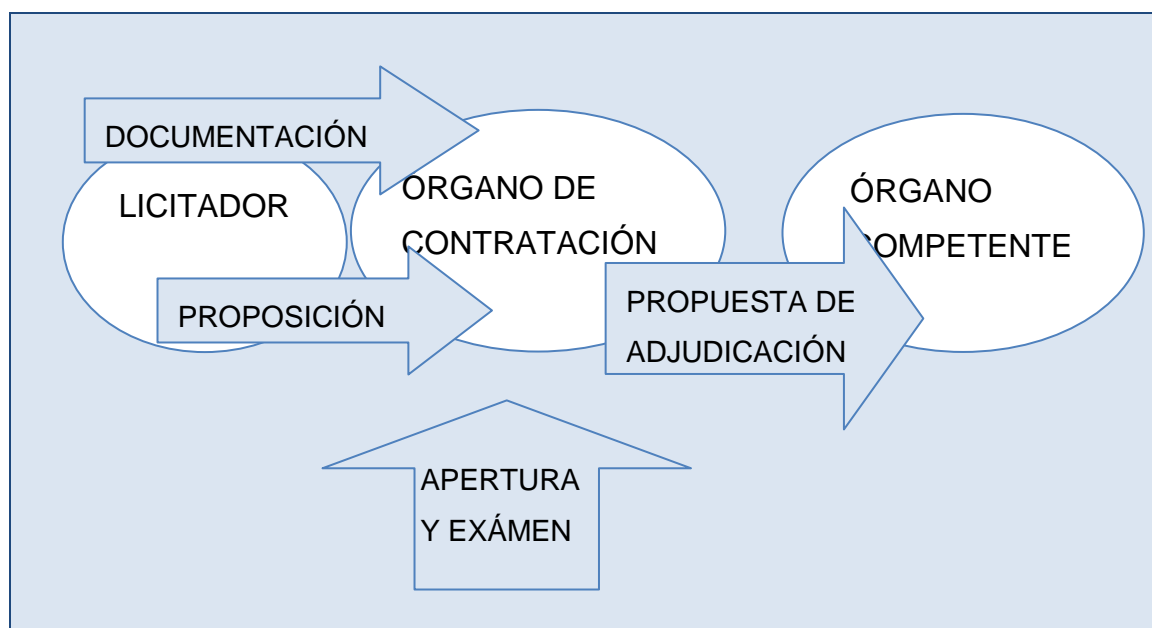 DOCUMENTACIÓN
LICITADOR
ORGANO DE
CONTRATACIÓN
ÓRGANO
COMPETENTE
PROPOSICIÓN
PROPUESTA DE
ADJUDICACIÓN
APERTURA
Y EXÁMEN